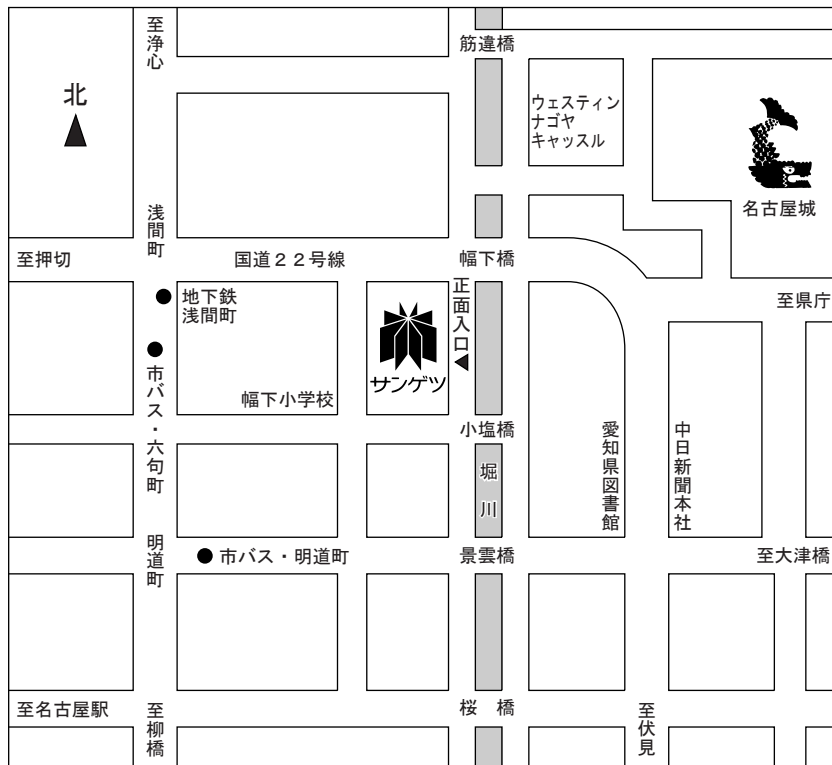 至浄心
筋違橋
北
ウェスティン
ナゴヤ
キャッスル
名古屋城
浅間町
至押切
国道２２号線
幅下橋
地下鉄
浅間町
正面入口
至県庁
サンゲツ
市バス・六句町
幅下小学校
小塩橋
愛知県図書館
中日新聞本社
堀川
明道町
市バス・明道町
景雲橋
至大津橋
至名古屋駅
至柳橋
桜　橋
至伏見